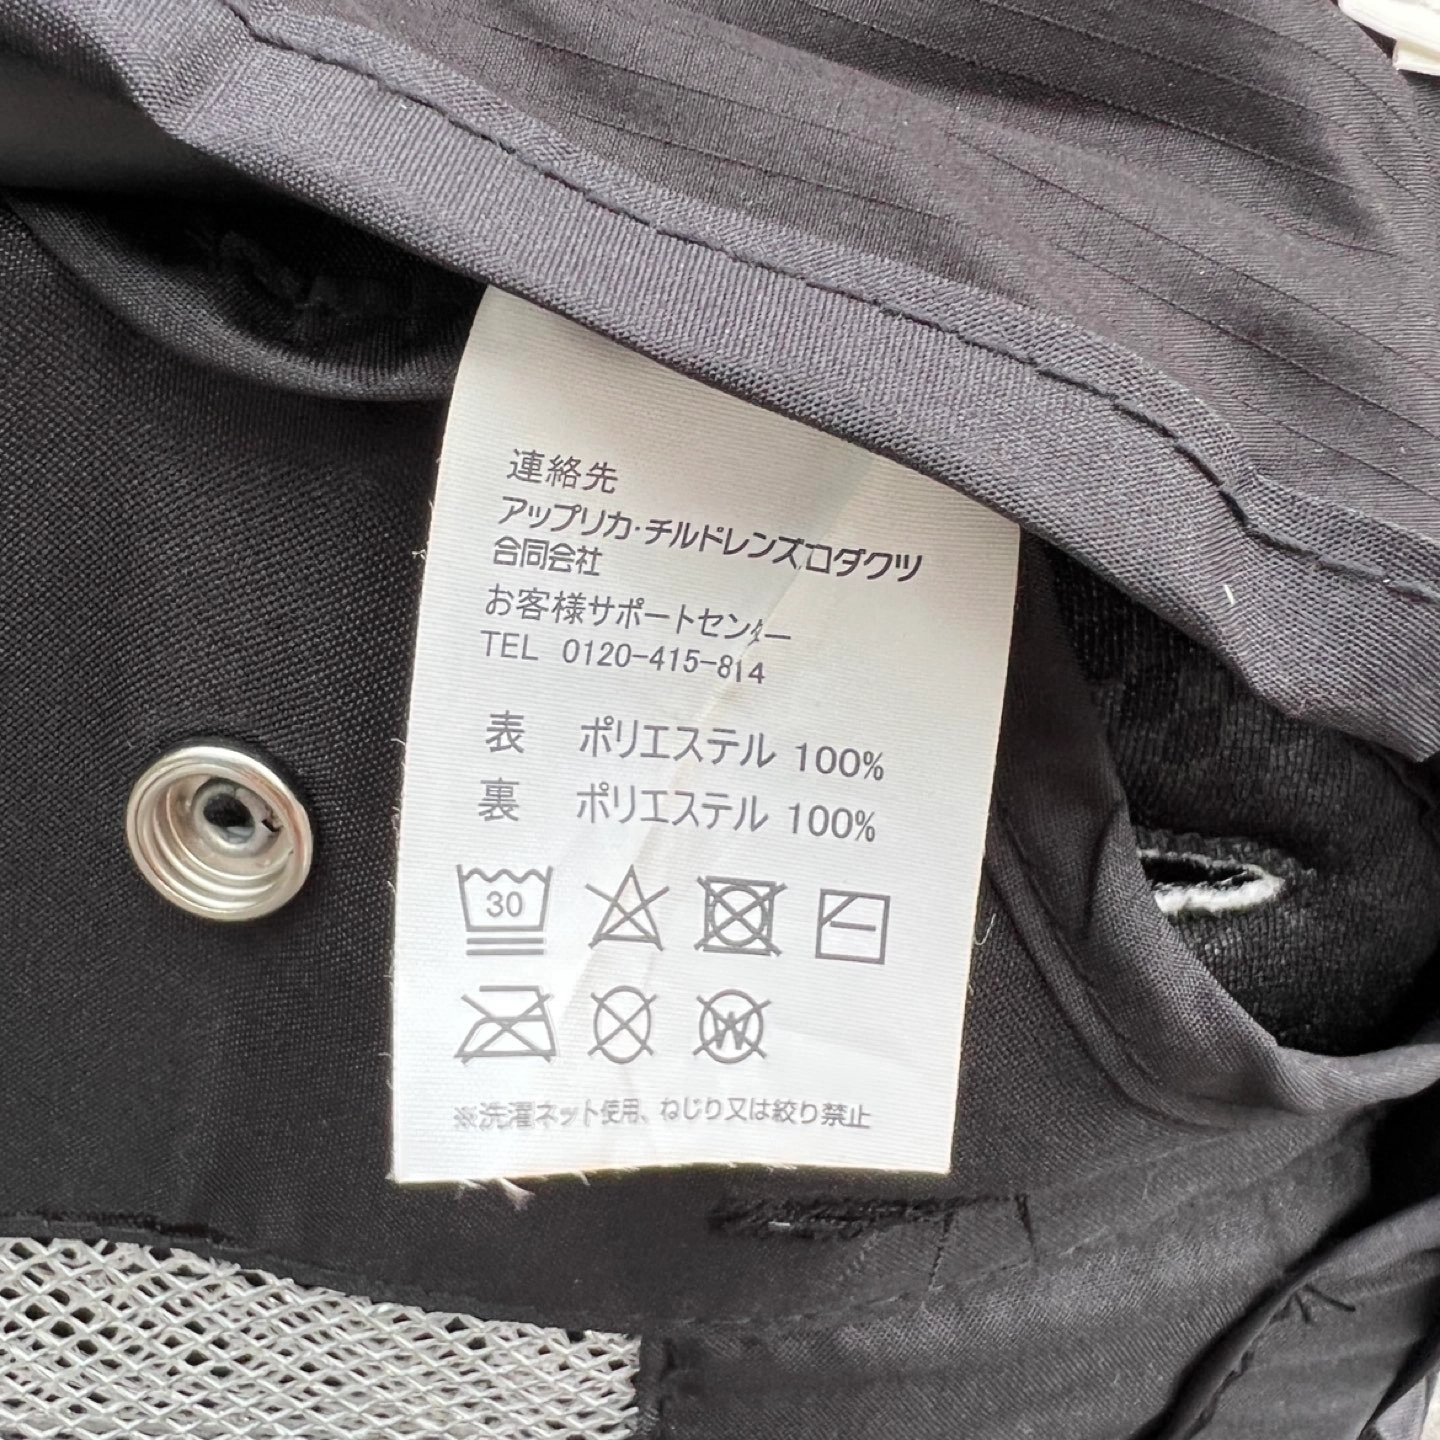 連絡先
アップリカ・チルドレンズプロダクツ
合同会社
お客様サポートセンター
TEL 0120-415-814
表 ポリエステル 100%
裏 ポリエステル 100%
30
W
※洗濯ネット使用、ねじり又は絞り禁止